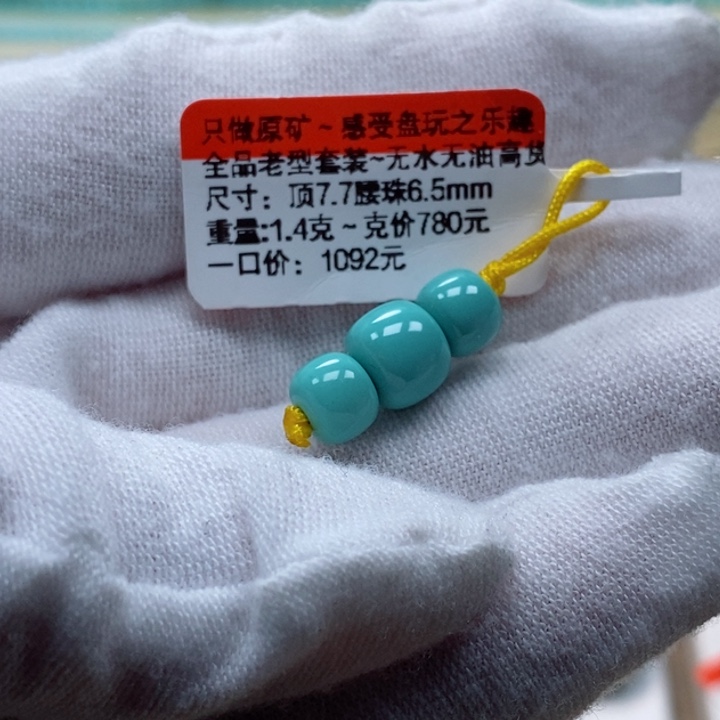 只做原矿~感受盘玩之乐趣
全品老型套装~无水无油高货
尺寸：顶7.7腰珠6.5mm
重量:1.4克~克价780元
一口价：1092元